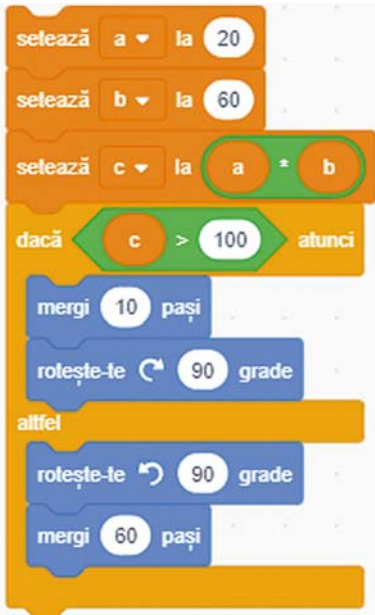 setează a la 20
setează b la 60
setează c la a * b
dacă c > 100 atunci
mergi 10 pași
rotește-te 90 grade
altfel
rotește-te 90 grade
mergi 60 pași